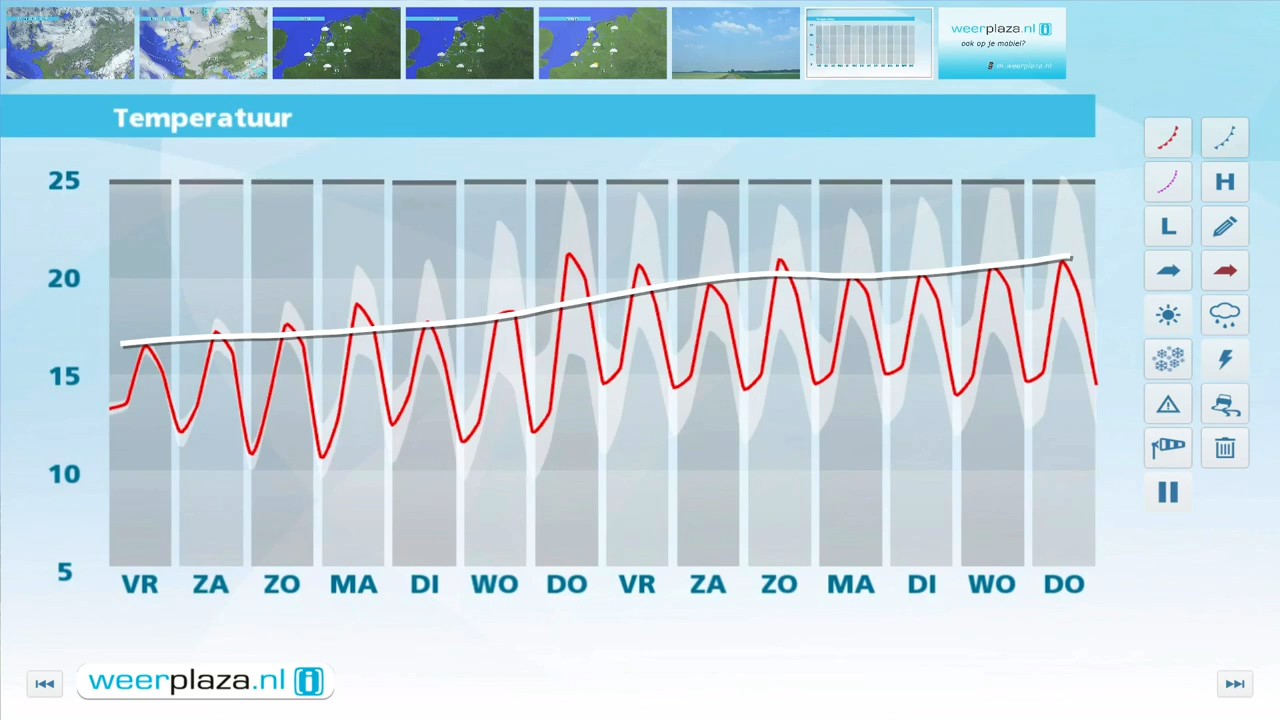 weerplaza.nl
ook op je mobiel?
m.weerplaza.nl
Temperatuur
25
20
15
10
5
H
L
VR ZA ZO MA DI WO DO VR ZA ZO MA DI WO DO
weerplaza.nl